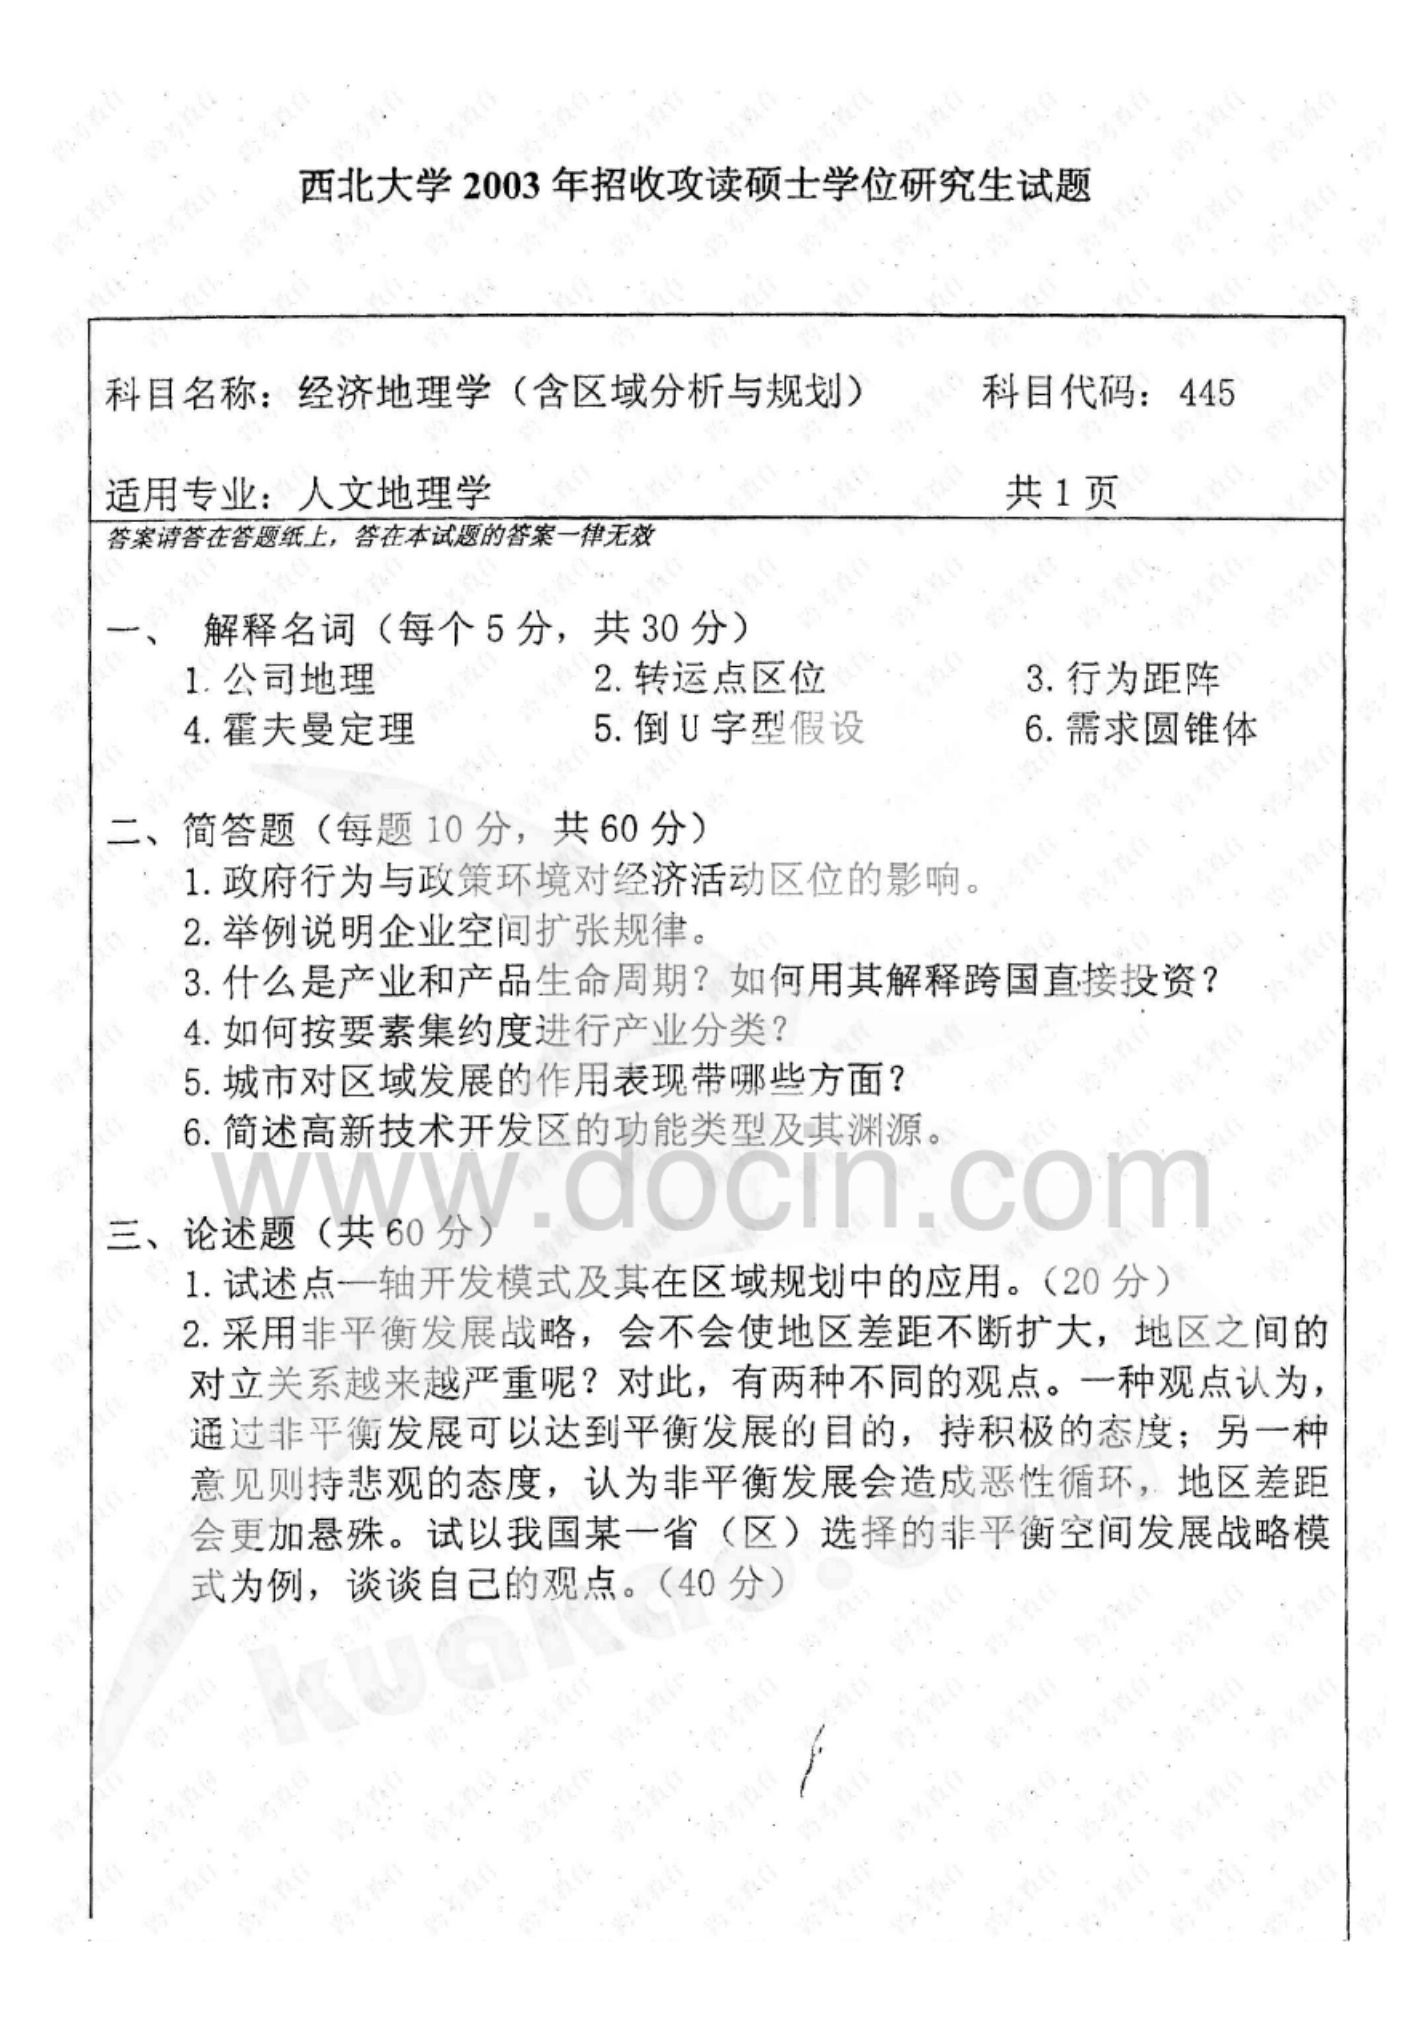 西北大学 2003 年招收攻读硕士学位研究生试题
科目名称：经济地理学（含区域分析与规划） 科目代码：445
适用专业：人文地理学 共 1 页
答案请答在答题纸上，答在本试题的答案一律无效
一、 解释名词（每个 5 分，共 30 分）
1. 公司地理 2. 转运点区位 3. 行为距阵
4. 霍夫曼定理 5. 倒 U 字型假设 6. 需求圆锥体
二、简答题（每题 10 分，共 60 分）
1. 政府行为与政策环境对经济活动区位的影响。
2. 举例说明企业空间扩张规律。
3. 什么是产业和产品生命周期？如何用其解释跨国直接投资？
4. 如何按要素集约度进行产业分类？
5. 城市对区域发展的作用表现带哪些方面？
6. 简述高新技术开发区的功能类型及其渊源。
www.docin.com
三、论述题（共 60 分）
1. 试述点—轴开发模式及其在区域规划中的应用。（20 分）
2. 采用非平衡发展战略，会不会使地区差距不断扩大，地区之间的
对立关系越来越严重呢？对此，有两种不同的观点。一种观点认为，
通过非平衡发展可以达到平衡发展的目的，持积极的态度；另一种
意见则持悲观的态度，认为非平衡发展会造成恶性循环，地区差距
会更加悬殊。试以我国某一省（区）选择的非平衡空间发展战略模
式为例，谈谈自己的观点。（40 分）
kuakao.com